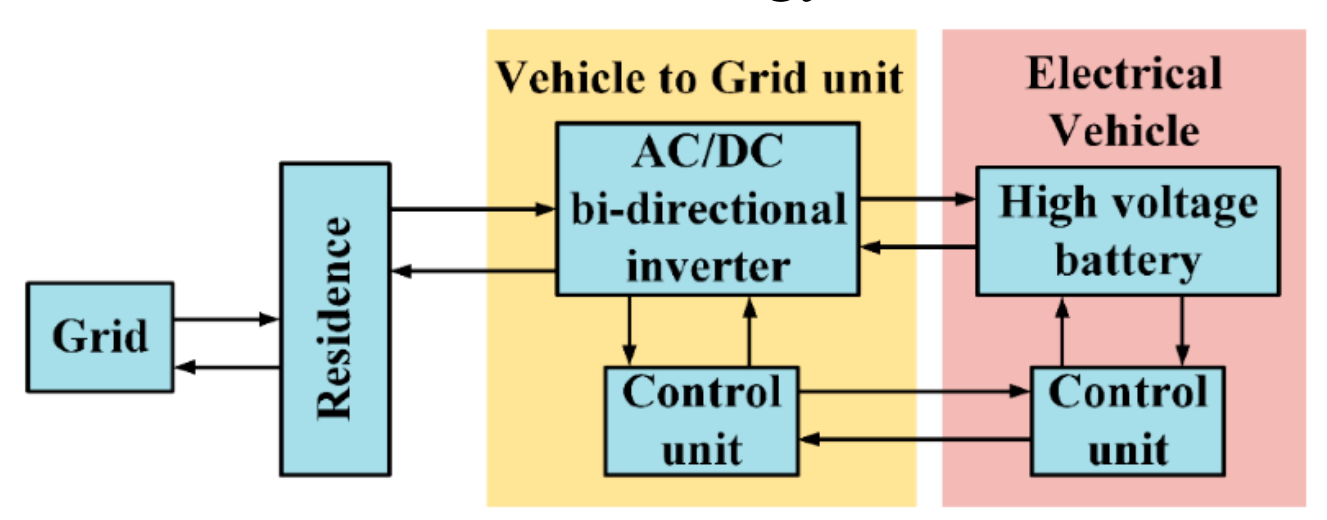 Vehicle to Grid unit
Electrical
Vehicle
AC/DC
bi-directional
inverter
High voltage
battery
Residence
Grid
Control
unit
Control
unit